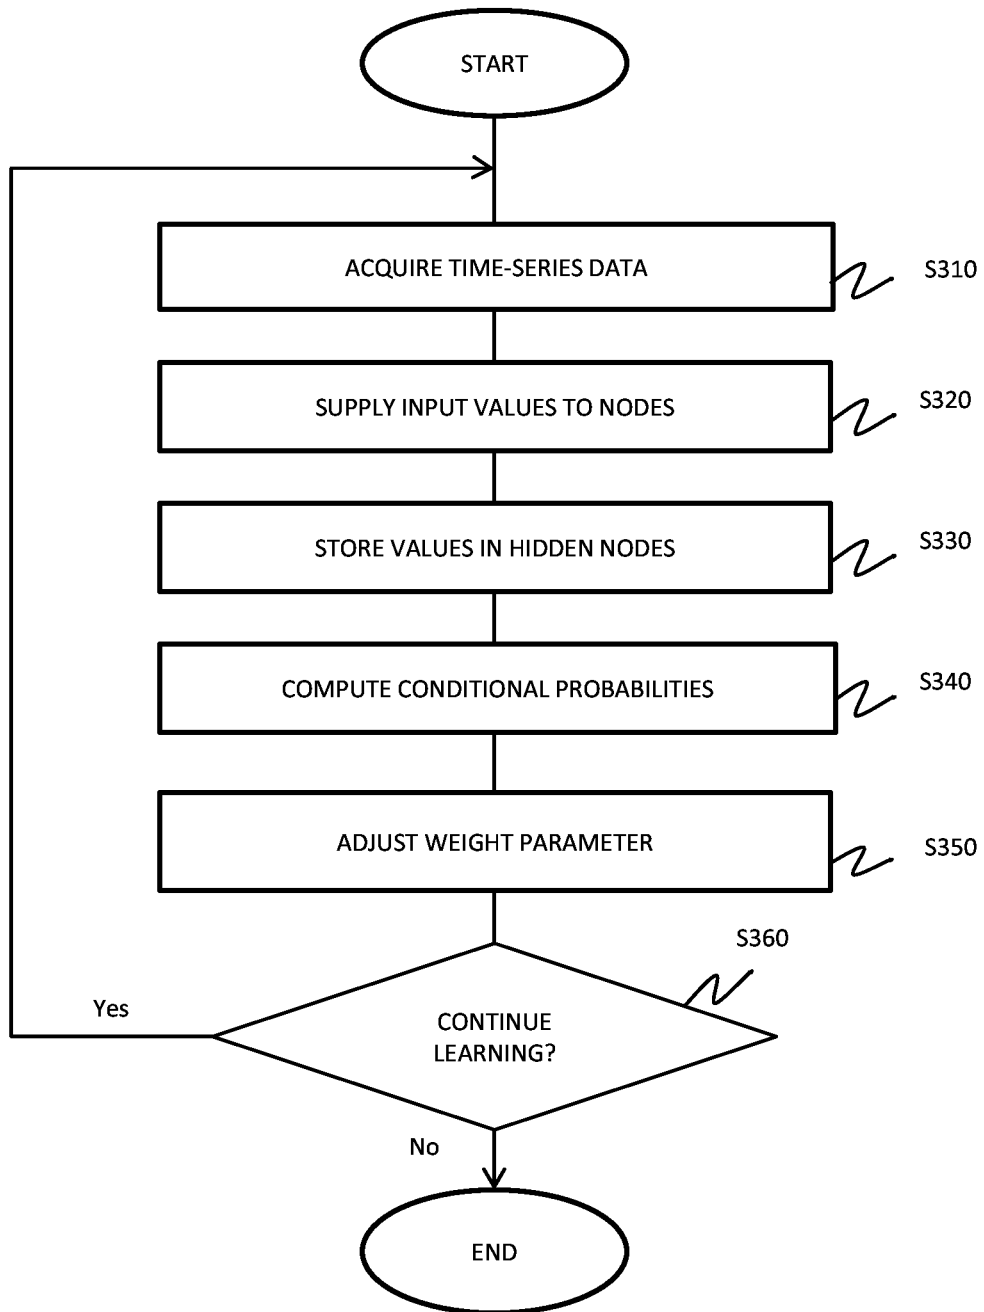 START
ACQUIRE TIME-SERIES DATA
S310
SUPPLY INPUT VALUES TO NODES
S320
STORE VALUES IN HIDDEN NODES
S330
COMPUTE CONDITIONAL PROBABILITIES
S340
ADJUST WEIGHT PARAMETER
S350
S360
Yes
CONTINUE
LEARNING?
No
END